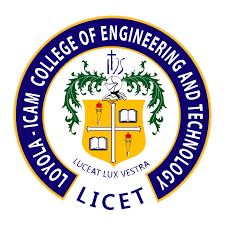 LOYOLA - ICAM COLLEGE OF ENGINEERING AND TECHNOLOGY
IHS
LUCEAT LUX VESTRA
LICET